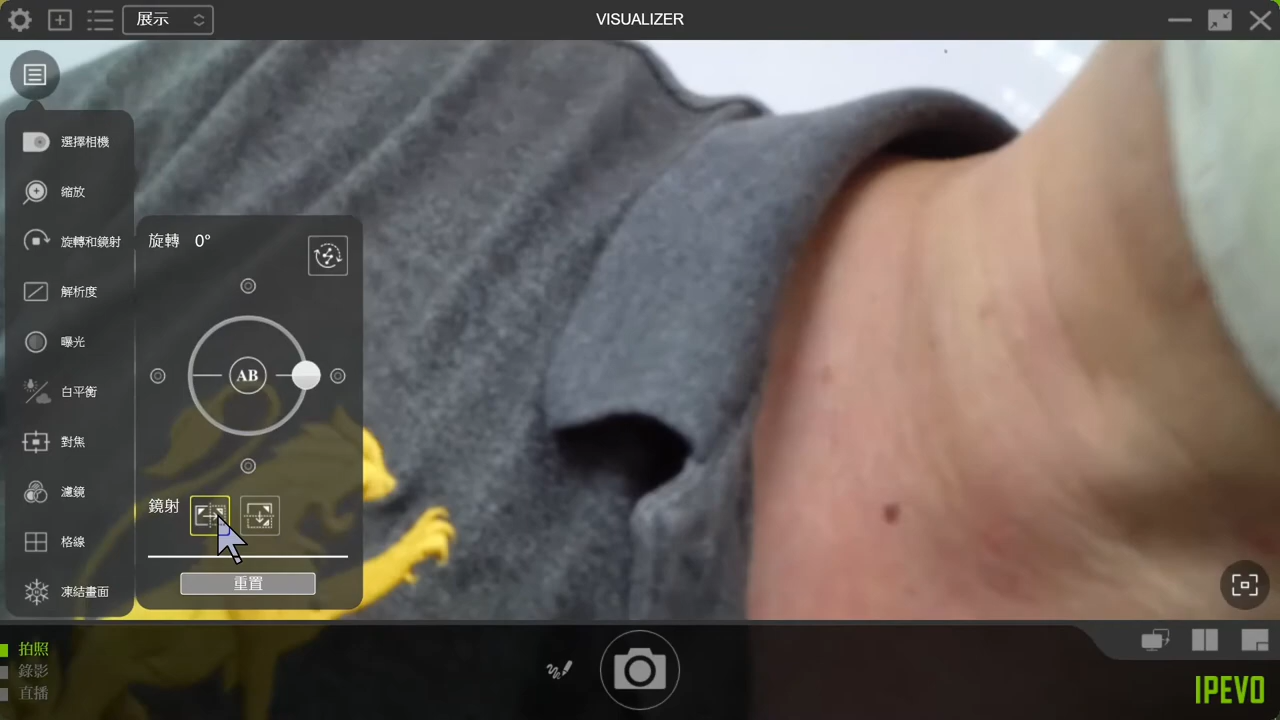 展示
VISUALIZER
選擇相機
縮放
旋轉和鏡射
解析度
曝光
白平衡
對焦
濾鏡
格線
凍結畫面
旋轉 0°
AB
鏡射
重置
拍照
錄影
直播
IPEVO